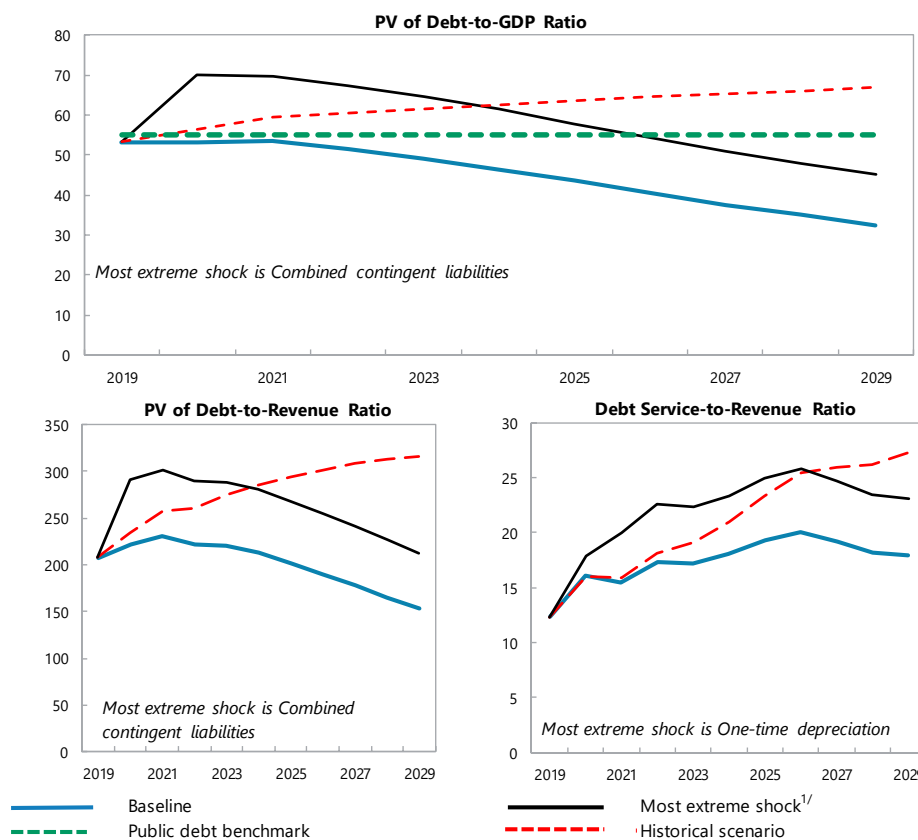 PV of Debt-to-GDP Ratio
80
70
60
50
40
30
20
10
0
Most extreme shock is Combined contingent liabilities
2019 2021 2023 2025 2027 2029
PV of Debt-to-Revenue Ratio
350
300
250
200
150
100
50
0
Most extreme shock is Combined
contingent liabilities
2019 2021 2023 2025 2027 2029
Debt Service-to-Revenue Ratio
30
25
20
15
10
5
0
Most extreme shock is One-time depreciation
2019 2021 2023 2025 2027 202
Baseline
Public debt benchmark
Most extreme shock1/
Historical scenario